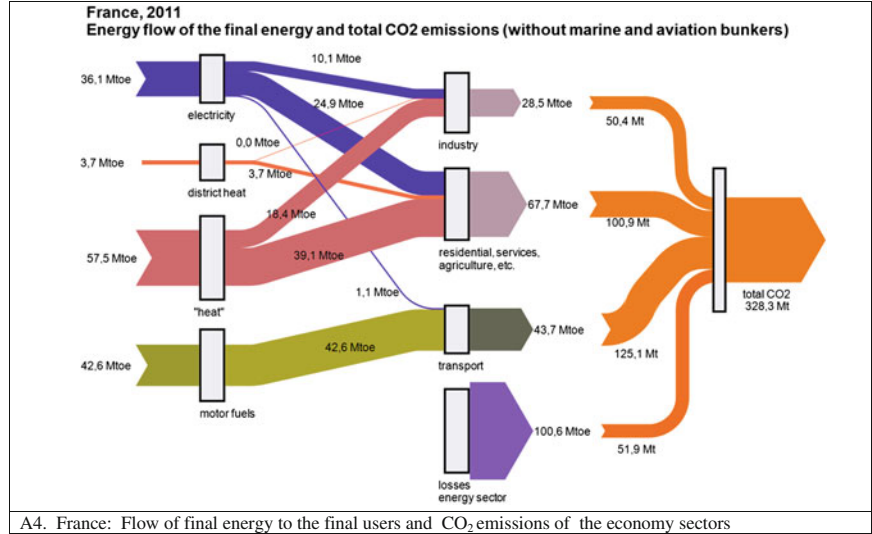 France, 2011
Energy flow of the final energy and total CO2 emissions (without marine and aviation bunkers)
10,1 Mtoe
36,1 Mtoe
24,9 Mtoe
28,5 Mtoe
electricity
50,4 Mt
0,0 Mtoe
industry
3,7 Mtoe
3,7 Mtoe
district heat
67,7 Mtoe
18,4 Mtoe
100,9 Mt
57,5 Mtoe
39,1 Mtoe
residential, services,
agriculture, etc.
1,1 Mtoe
total CO2
328,3 Mt
"heat"
43,7 Mtoe
42,6 Mtoe
125,1 Mt
42,6 Mtoe
transport
motor fuels
100,6 Mtoe
51,9 Mt
losses
energy sector
A4. France: Flow of final energy to the final users and CO2 emissions of the economy sectors